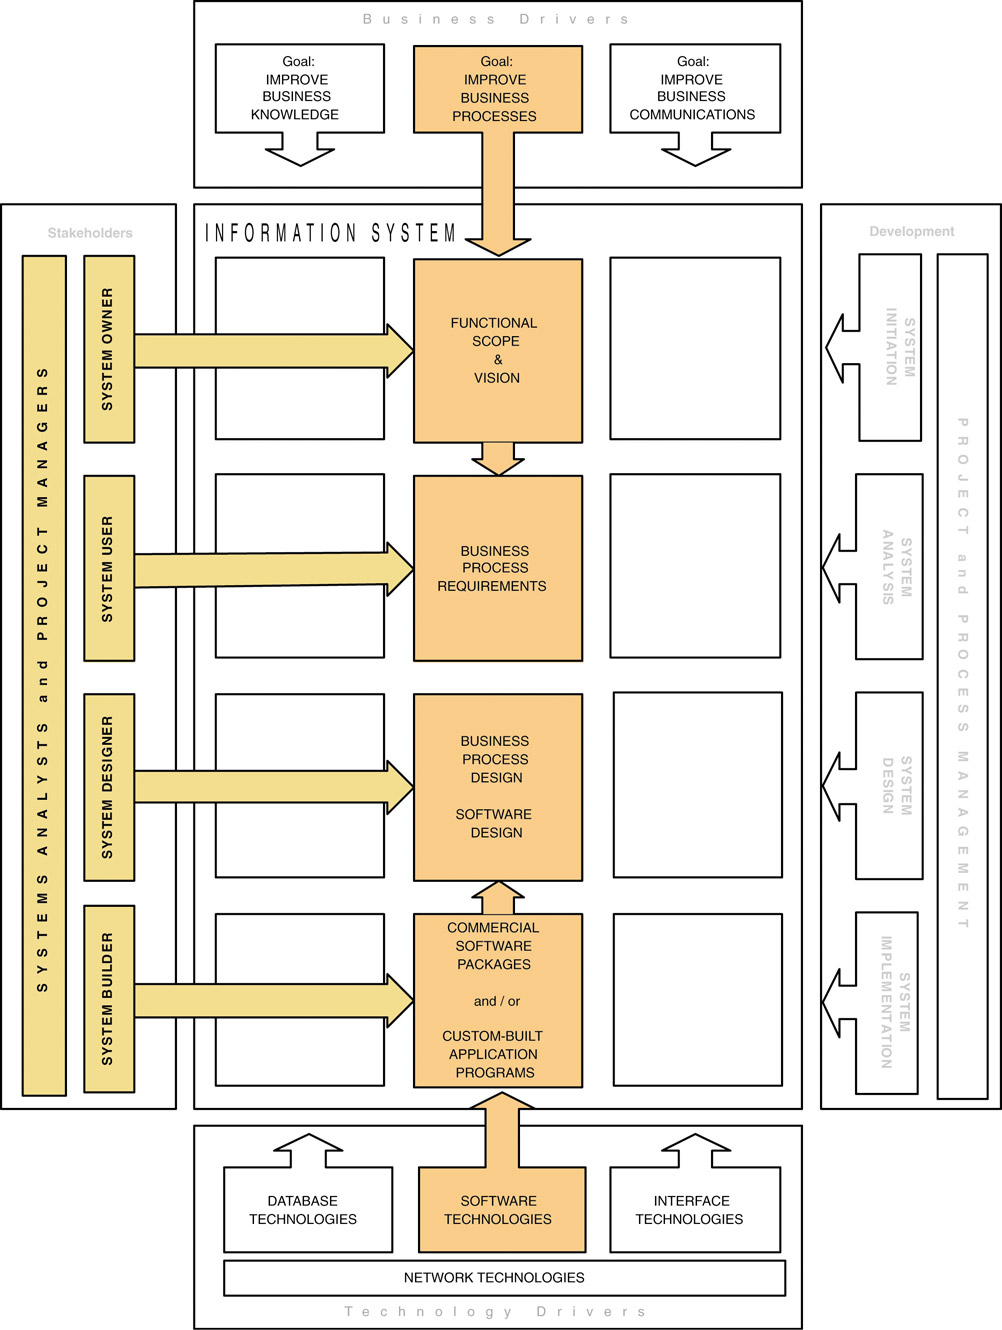 Business Drivers
Goal:
IMPROVE
BUSINESS
KNOWLEDGE
Goal:
IMPROVE
BUSINESS
PROCESSES
Goal:
IMPROVE
BUSINESS
COMMUNICATIONS
Stakeholders
SYSTEMS ANALYSTS and PROJECT MANAGERS
SYSTEM OWNER
SYSTEM USER
SYSTEM DESIGNER
SYSTEM BUILDER
INFORMATION SYSTEM
FUNCTIONAL
SCOPE
&
VISION
BUSINESS
PROCESS
REQUIREMENTS
BUSINESS
PROCESS
DESIGN
SOFTWARE
DESIGN
COMMERCIAL
SOFTWARE
PACKAGES
and / or
CUSTOM-BUILT
APPLICATION
PROGRAMS
Development
SYSTEM
INITIATION
SYSTEM
ANALYSIS
SYSTEM
DESIGN
SYSTEM
IMPLEMENTATION
PROJECT and PROCESS MANAGEMENT
DATABASE
TECHNOLOGIES
SOFTWARE
TECHNOLOGIES
INTERFACE
TECHNOLOGIES
NETWORK TECHNOLOGIES
Technology Drivers